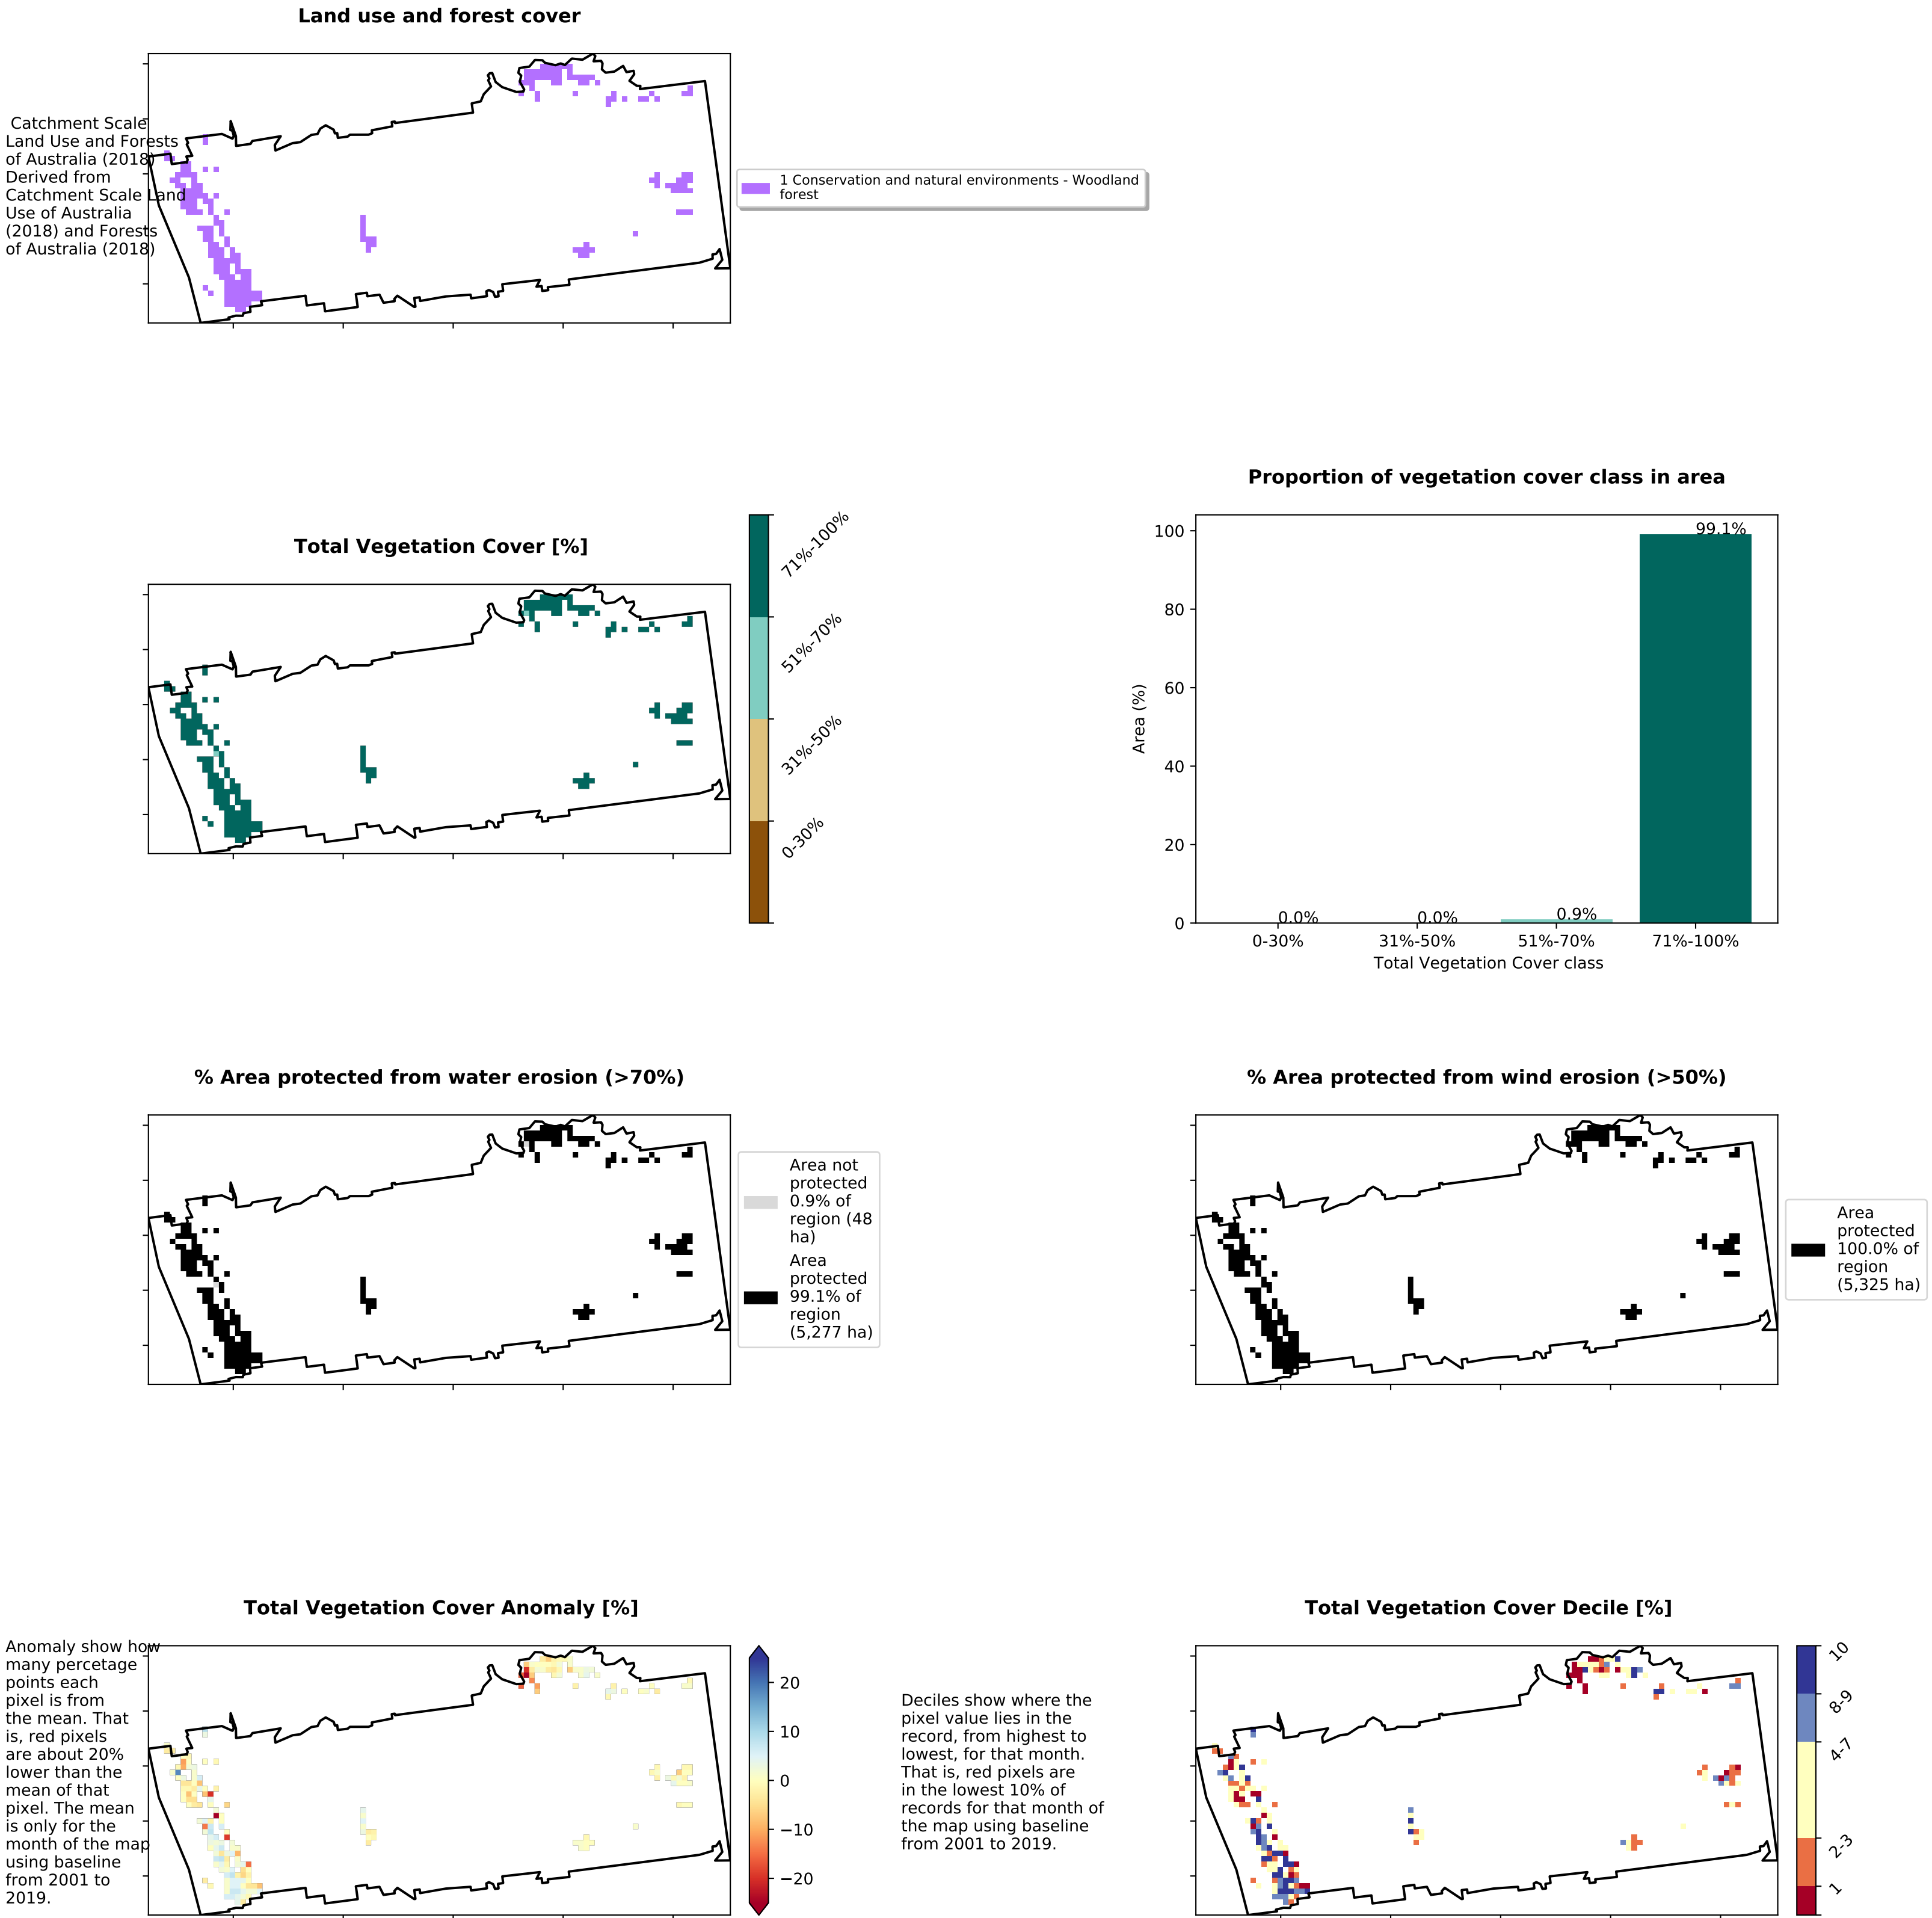 Land use and forest cover
Catchment Scale
Land Use and Forests
of Australia (2018)
Derived from
Catchment Scale Land
Use of Australia
(2018) and Forests
of Australia (2018)
1 Conservation and natural environments - Woodland
forest
Total Vegetation Cover [%]
71%-100%
51%-70%
31%-50%
0-30%
Proportion of vegetation cover class in area
100
80
60
40
20
0
Area (%)
0.0%
0.0%
0.9%
99.1%
0-30%
31%-50%
51%-70%
71%-100%
Total Vegetation Cover class
% Area protected from water erosion (>70%)
Area not
protected
0.9% of
region (48
ha)
Area
protected
99.1% of
region
(5,277 ha)
% Area protected from wind erosion (>50%)
Area
protected
100.0% of
region
(5,325 ha)
Total Vegetation Cover Anomaly [%]
Anomaly show how
many percetage
points each
pixel is from
the mean. That
is, red pixels
are about 20%
lower than the
mean of that
pixel. The mean
is only for the
month of the map
using baseline
from 2001 to
2019.
20
10
0
−10
−20
Deciles show where the
pixel value lies in the
record, from highest to
lowest, for that month.
That is, red pixels are
in the lowest 10% of
records for that month of
the map using baseline
from 2001 to 2019.
Total Vegetation Cover Decile [%]
10
8-9
4-7
2-3
1